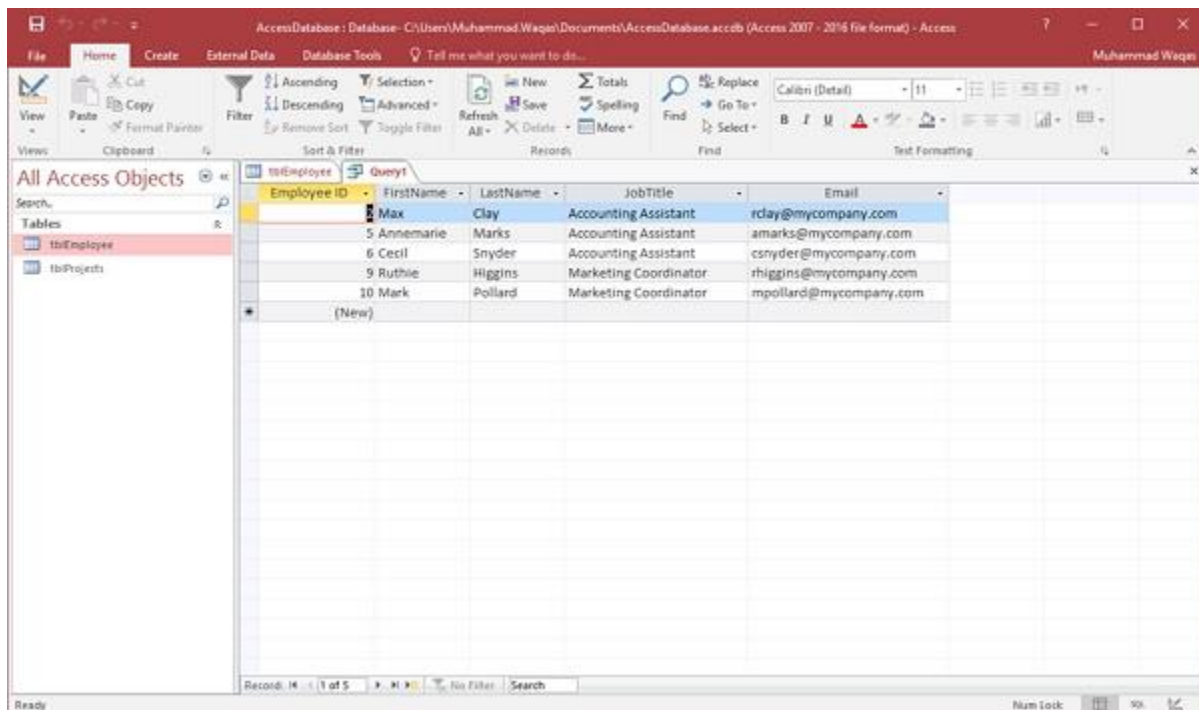 AccessDatabase : Database- C:\Users\Muhammad.Waqas\Documents\AccessDatabase.accdb (Access 2007 - 2016 file format) - Access ?
File Home Create External Data Database Tools Tell me what you want to do... Muhammad Waqas
View
Views
Paste
Cut
Copy
Format Painter
Clipboard
Filter
Ascending
Descending
Remove Sort
Selection
Advanced
Toggle Filter
Sort & Filter
Refresh All
New
Save
Delete
Totals
Spelling
More
Records
Find
Replace
Go To
Select
Find
Calibri (Detail) 11
B I U A
Text Formatting
All Access Objects
Search..
Tables
tblEmployee
tblProjects
tblEmployee Query1
Employee ID FirstName LastName JobTitle Email
2 Max Clay Accounting Assistant rclay@mycompany.com
5 Annemarie Marks Accounting Assistant amarks@mycompany.com
6 Cecil Snyder Accounting Assistant csnyder@mycompany.com
9 Ruthie Higgins Marketing Coordinator rhiggins@mycompany.com
10 Mark Pollard Marketing Coordinator mpollard@mycompany.com
(New)
Record: 1 of 5 No Filter Search
Ready Num Lock SQL